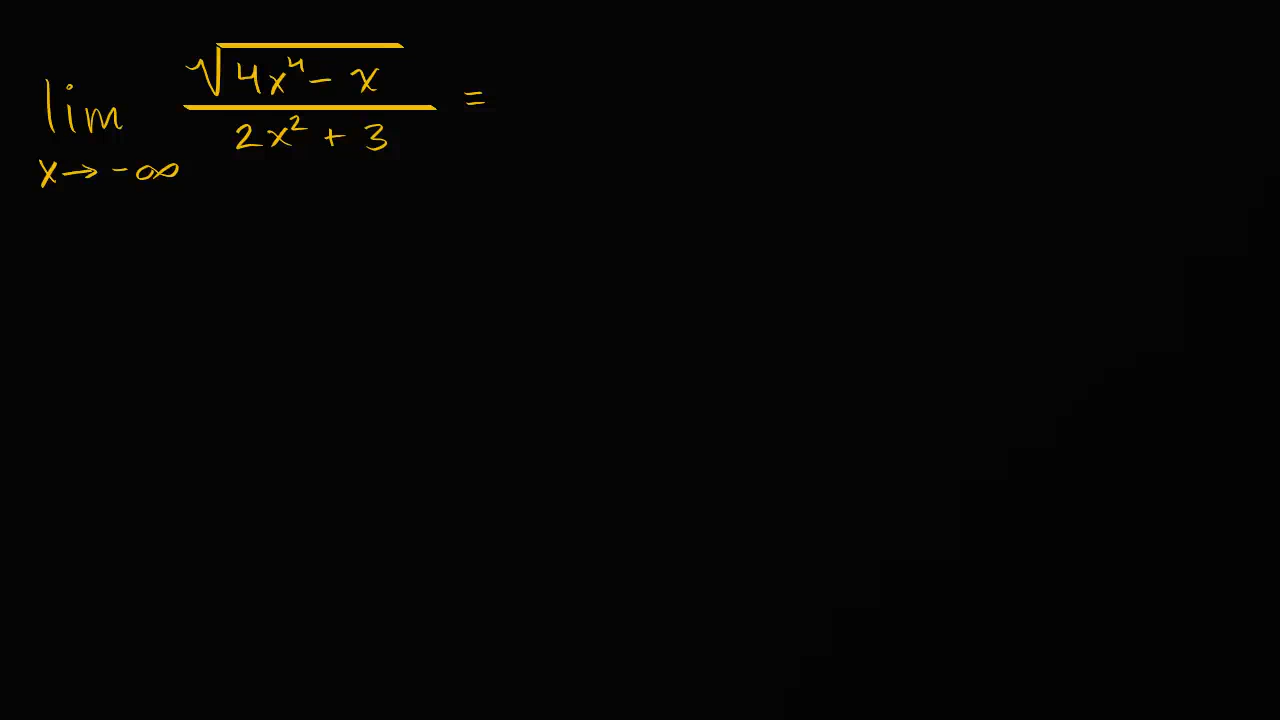 lim √(4x⁴ − x) / (2x² + 3) =
x → −∞